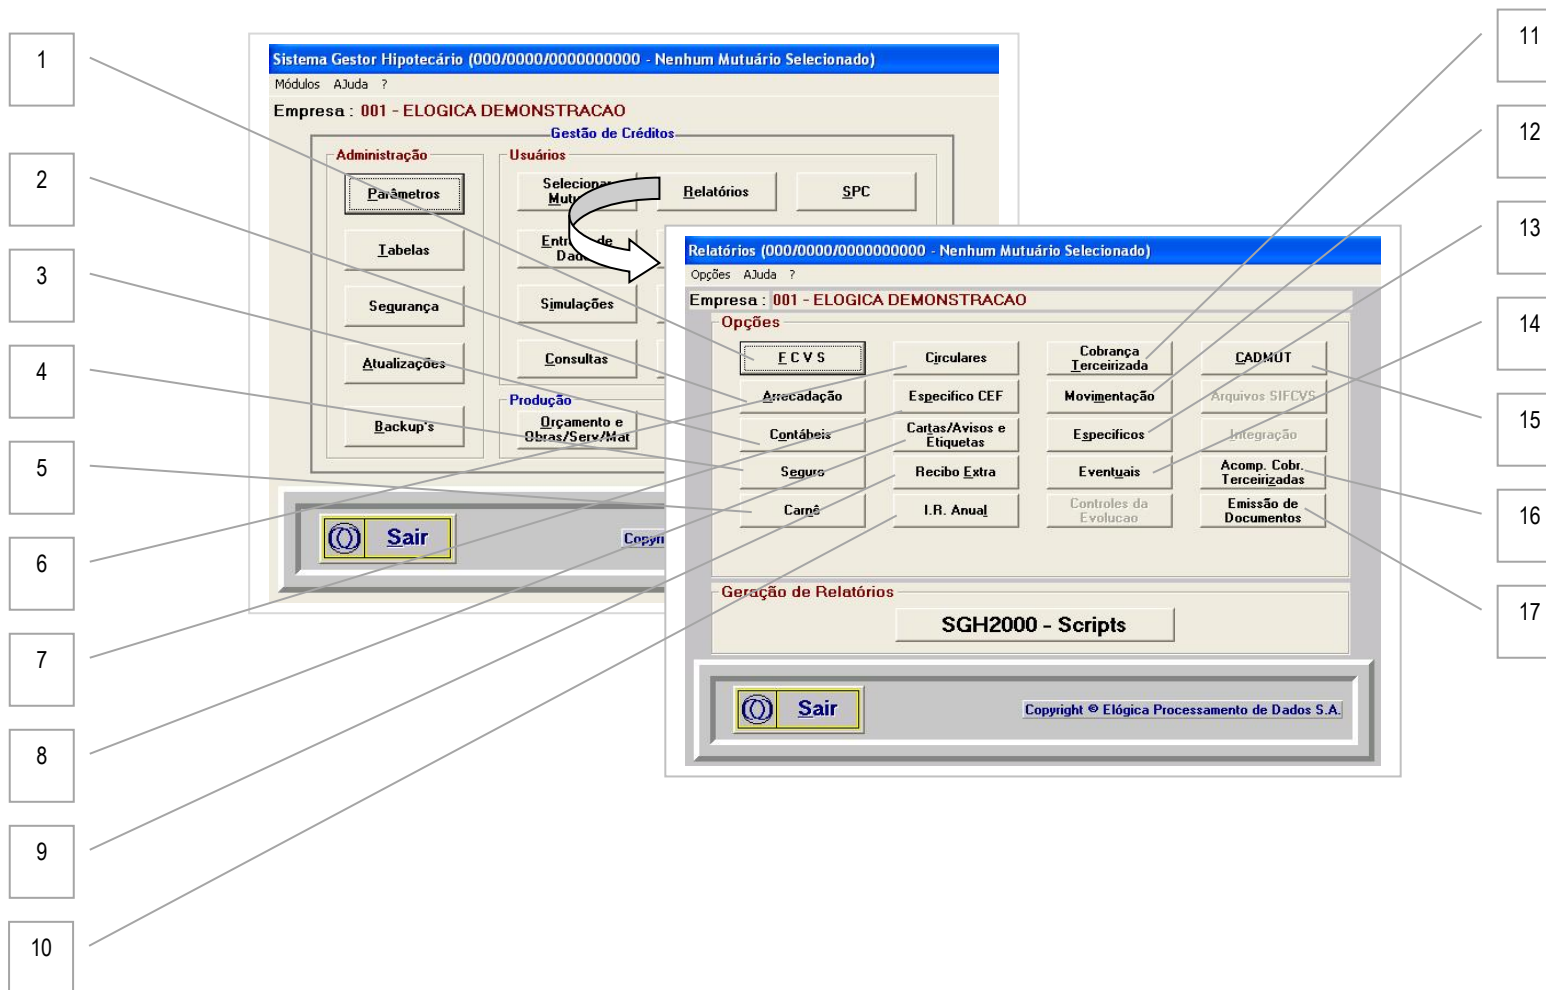 1
2
3
4
5
6
7
8
9
10
Sistema Gestor Hipotecário (000/0000/0000000000 - Nenhum Mutuário Selecionado)
Módulos AJuda ?
Empresa : 001 - ELOGICA DEMONSTRACAO
Gestão de Créditos
Administração
Parâmetros
Tabelas
Segurança
Atualizações
Backup's
Usuários
Selecionar
Relatórios
SPC
Simulações
Consultas
Produção
Orçamento e
Obras/Serv/Mat
Sair
Relatórios (000/0000/0000000000 - Nenhum Mutuário Selecionado)
Opções AJuda ?
Empresa : 001 - ELOGICA DEMONSTRACAO
Opções
F C V S
Circulares
Cobrança
Terceirizada
CADMUT
Arrecadação
Especifico CEF
Movimentação
Arquivos SIFCVS
Contábeis
Cartas/Avisos e
Etiquetas
Especificos
Integração
Seguro
Recibo Extra
Eventuais
Acomp. Cobr.
Terceirizadas
Carnê
I.R. Anual
Controles da
Evolucao
Emissão de
Documentos
Geração de Relatórios
SGH2000 - Scripts
Sair
Copyright © Elógica Processamento de Dados S.A.
11
12
13
14
15
16
17